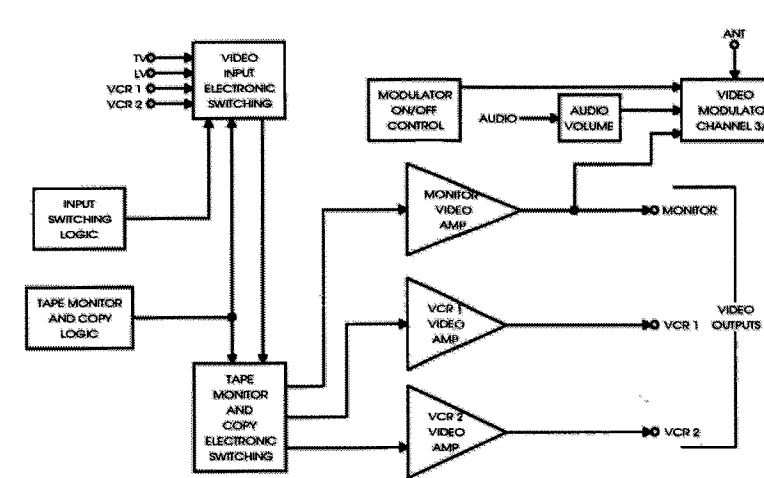 ANT
TV
LV
VCR 1
VCR 2
VIDEO
INPUT
ELECTRONIC
SWITCHING
MODULATOR
ON/OFF
CONTROL
AUDIO
AUDIO
VOLUME
VIDEO
MODULATO
CHANNEL 3/
INPUT
SWITCHING
LOGIC
MONITOR
VIDEO
AMP
MONITOR
TAPE MONITOR
AND COPY
LOGIC
VCR 1
VIDEO
AMP
VCR 1
VIDEO
OUTPUTS
TAPE
MONITOR
AND
COPY
ELECTRONIC
SWITCHING
VCR 2
VIDEO
AMP
VCR 2